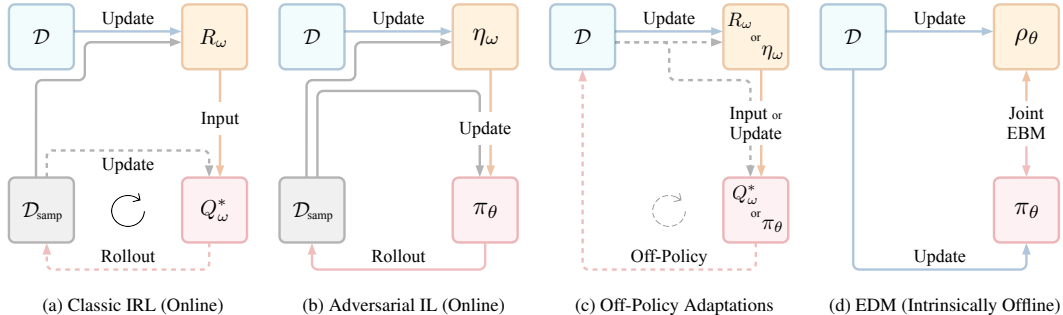 𝒟
Update
R_ω
Input
Update
𝒟_samp
Q*_ω
Rollout
(a) Classic IRL (Online)
𝒟
Update
η_ω
Update
𝒟_samp
π_θ
Rollout
(b) Adversarial IL (Online)
𝒟
Update
R_ω
or
η_ω
Input or
Update
Q*_ω
or
π_θ
Off-Policy
(c) Off-Policy Adaptations
𝒟
Update
ρ_θ
Joint
EBM
π_θ
Update
(d) EDM (Intrinsically Offline)